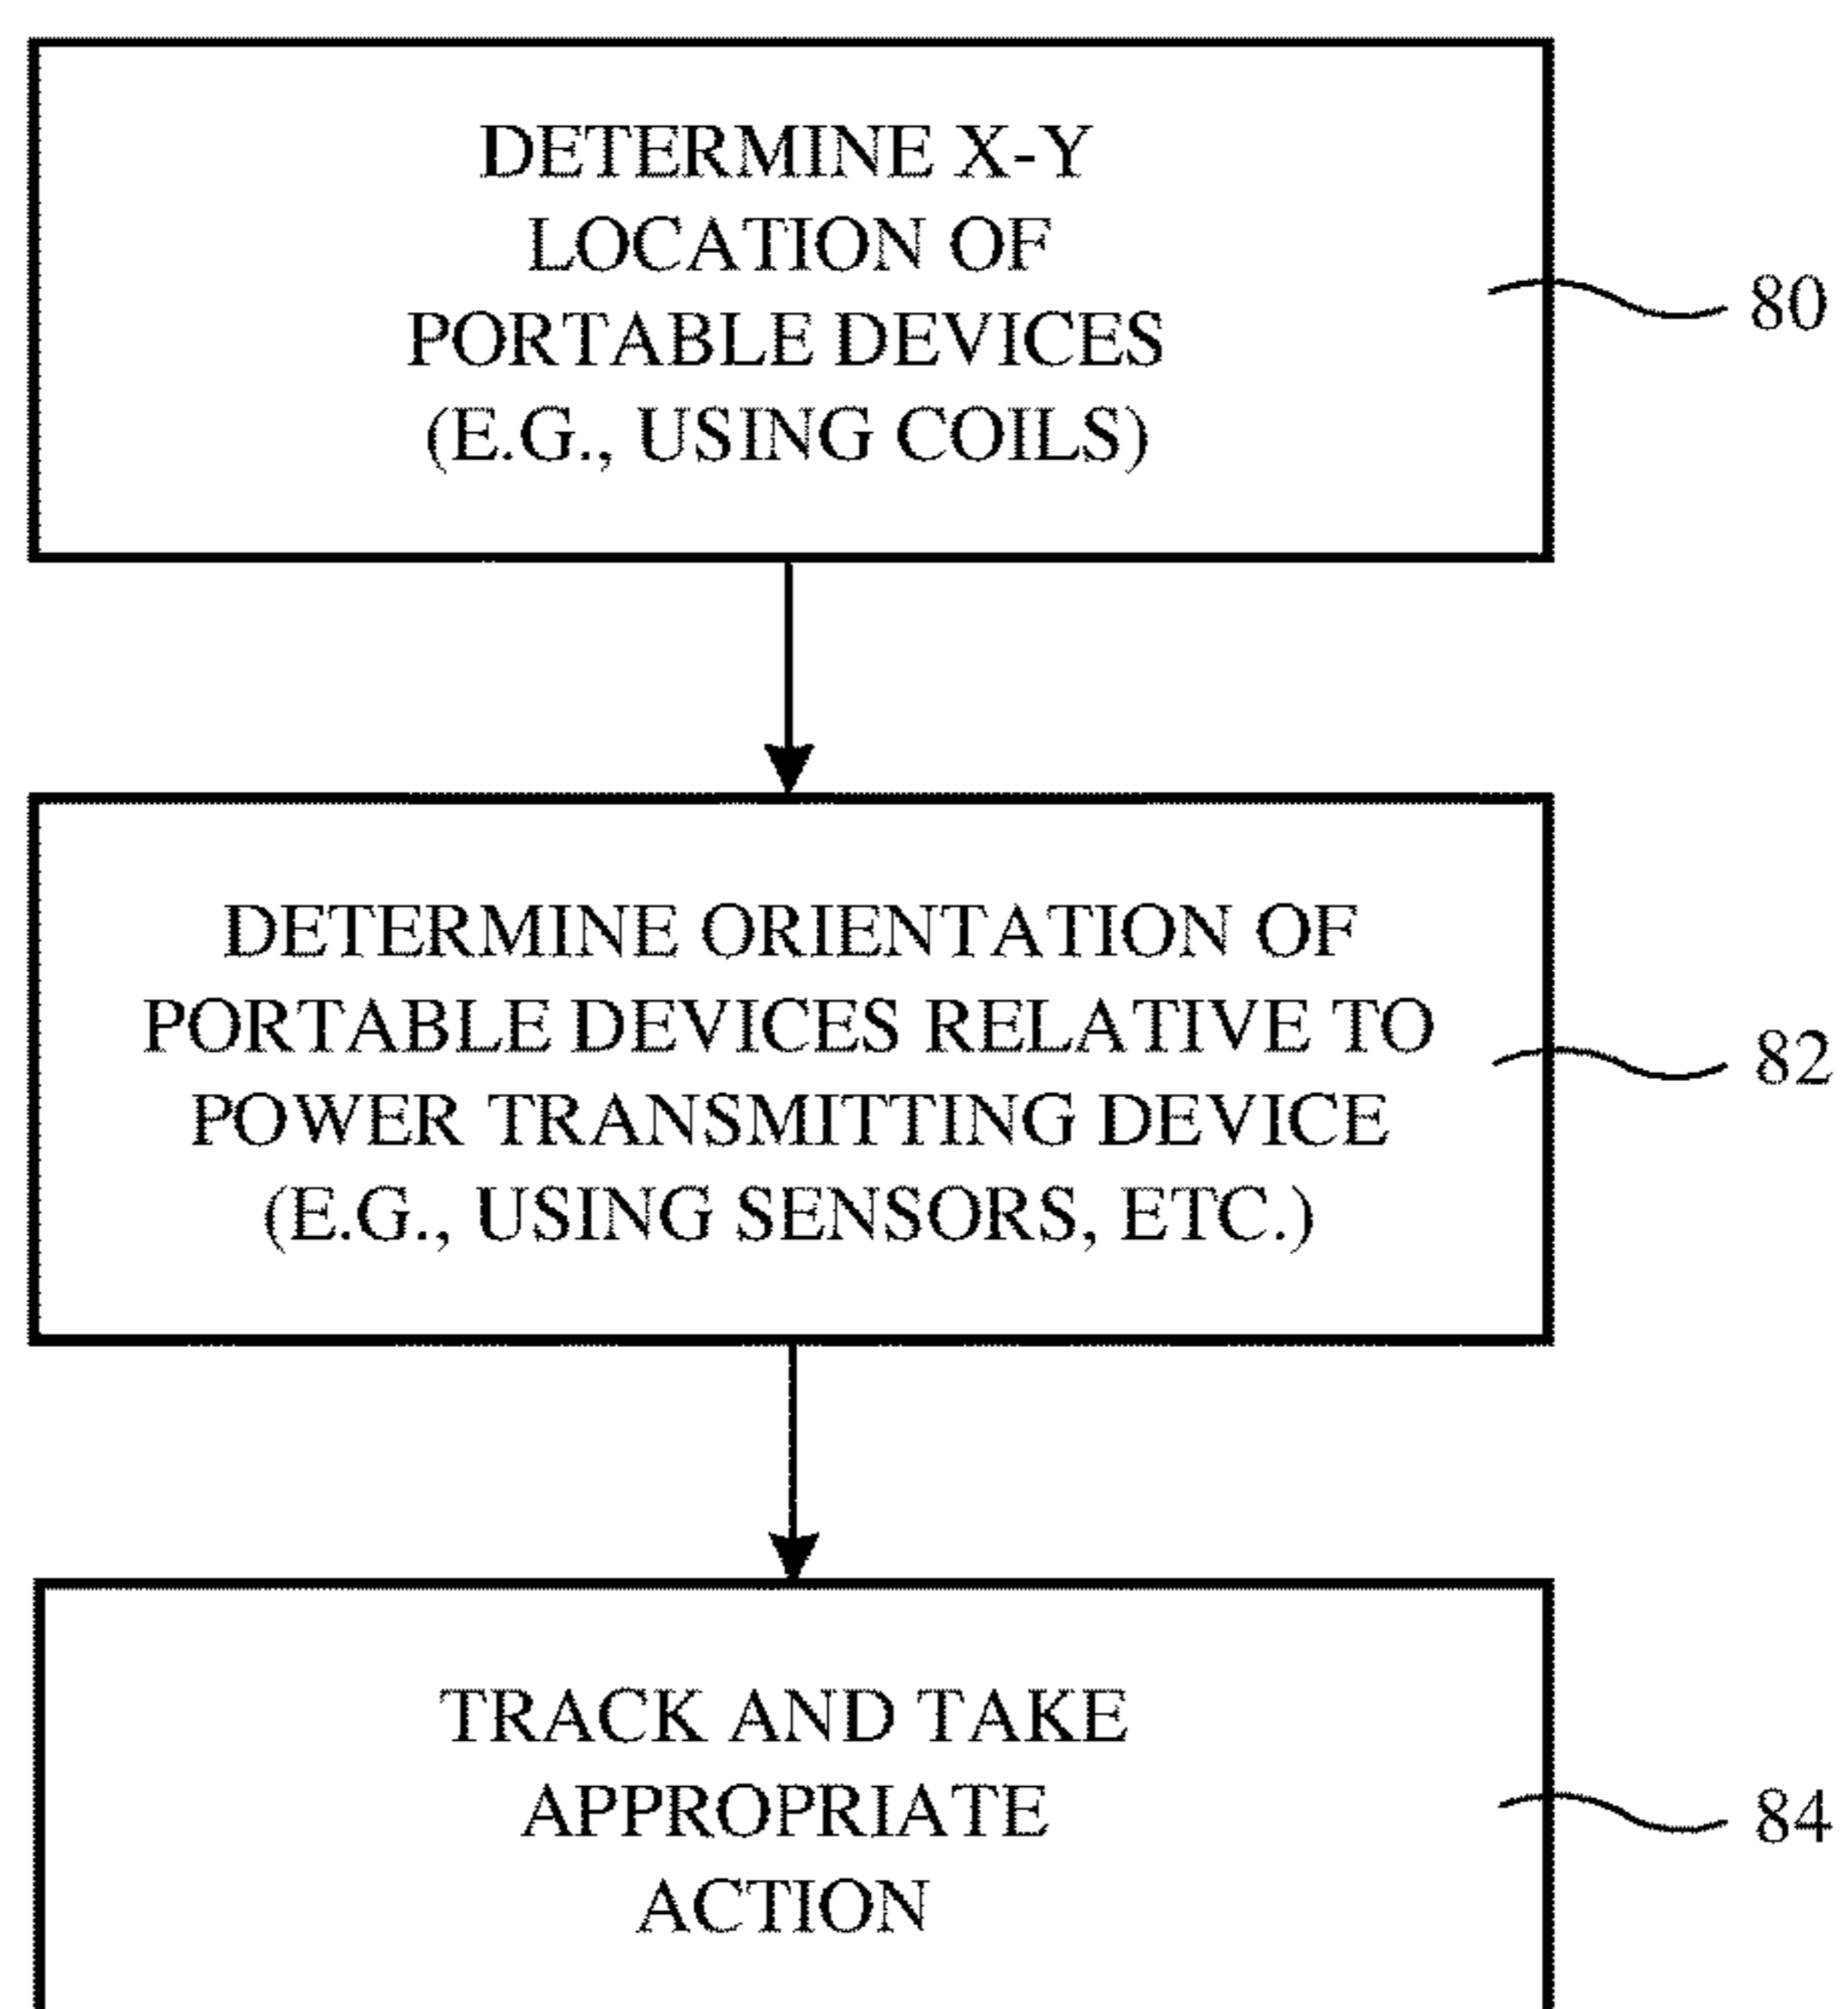 DETERMINE X-Y
LOCATION OF
PORTABLE DEVICES
(E.G., USING COILS)
80
DETERMINE ORIENTATION OF
PORTABLE DEVICES RELATIVE TO
POWER TRANSMITTING DEVICE
(E.G., USING SENSORS, ETC.)
82
TRACK AND TAKE
APPROPRIATE
ACTION
84